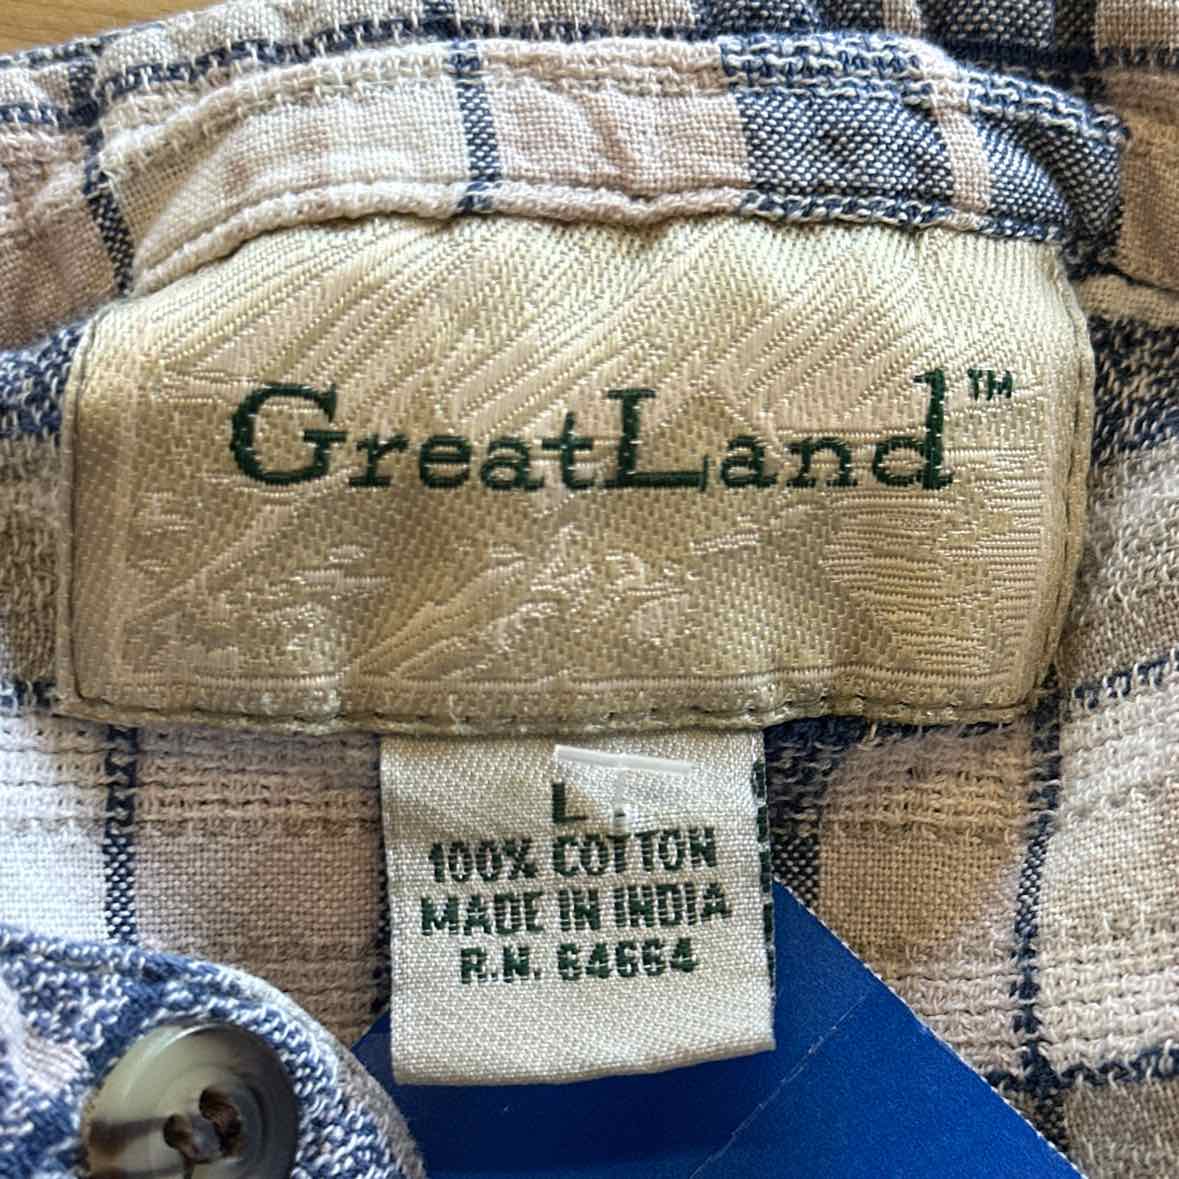 GreatLand™
L
100% COTTON
MADE IN INDIA
R.N. 64664